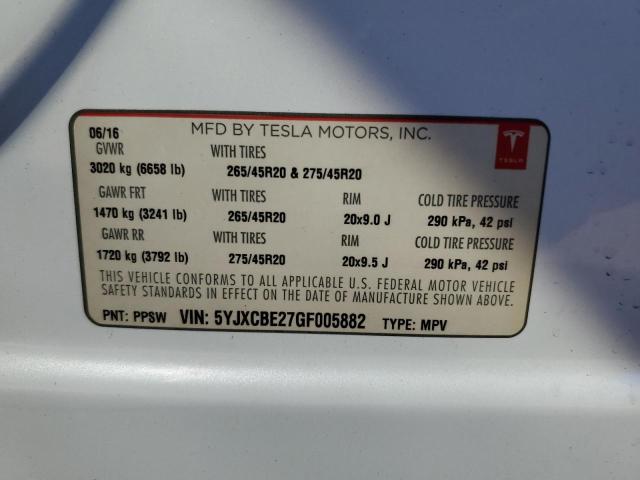 06/16 MFD BY TESLA MOTORS, INC.
TESLA
GVWR WITH TIRES
3020 kg (6658 lb) 265/45R20 & 275/45R20
GAWR FRT WITH TIRES RIM COLD TIRE PRESSURE
1470 kg (3241 lb) 265/45R20 20x9.0 J 290 kPa, 42 psi
GAWR RR WITH TIRES RIM COLD TIRE PRESSURE
1720 kg (3792 lb) 275/45R20 20x9.5 J 290 kPa, 42 psi
THIS VEHICLE CONFORMS TO ALL APPLICABLE U.S. FEDERAL MOTOR VEHICLE
SAFETY STANDARDS IN EFFECT ON THE DATE OF MANUFACTURE SHOWN ABOVE.
PNT: PPSW VIN: 5YJXCBE27GF005882 TYPE: MPV